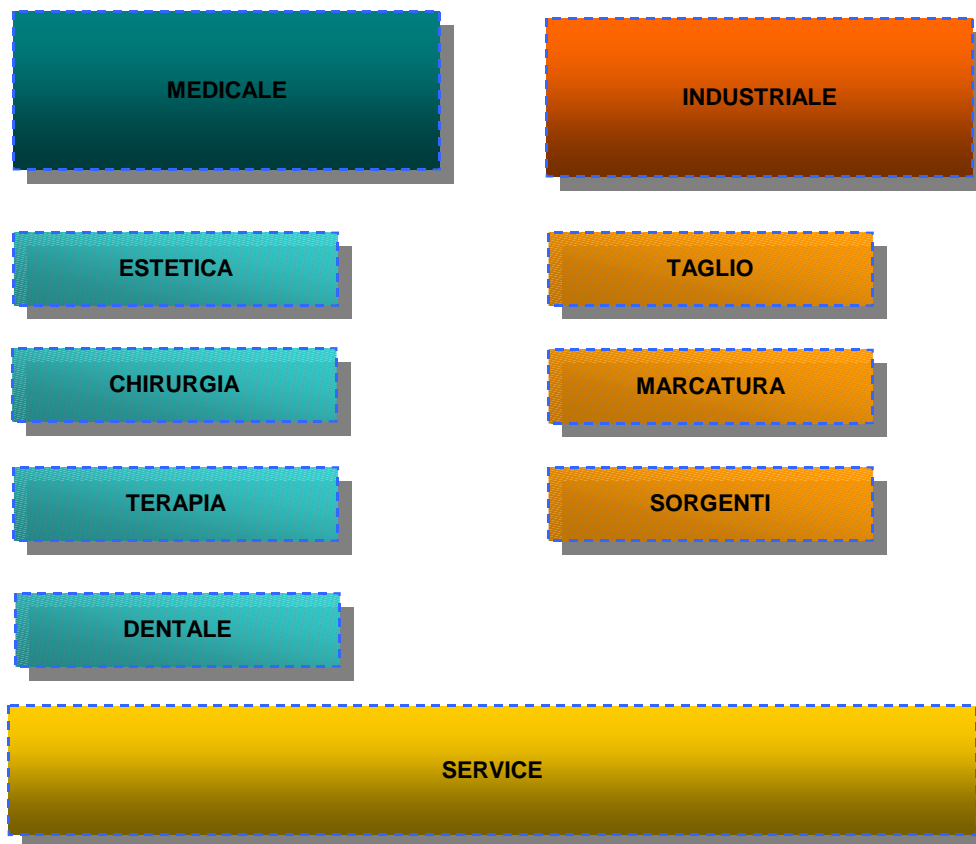 MEDICALE
INDUSTRIALE
ESTETICA
TAGLIO
CHIRURGIA
MARCATURA
TERAPIA
SORGENTI
DENTALE
SERVICE